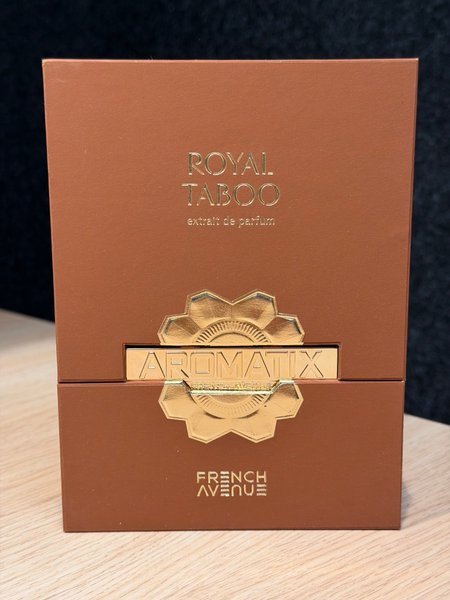 ROYAL
TABOO
extrait de parfum
AROMATIX
FRENCH
AVENUE